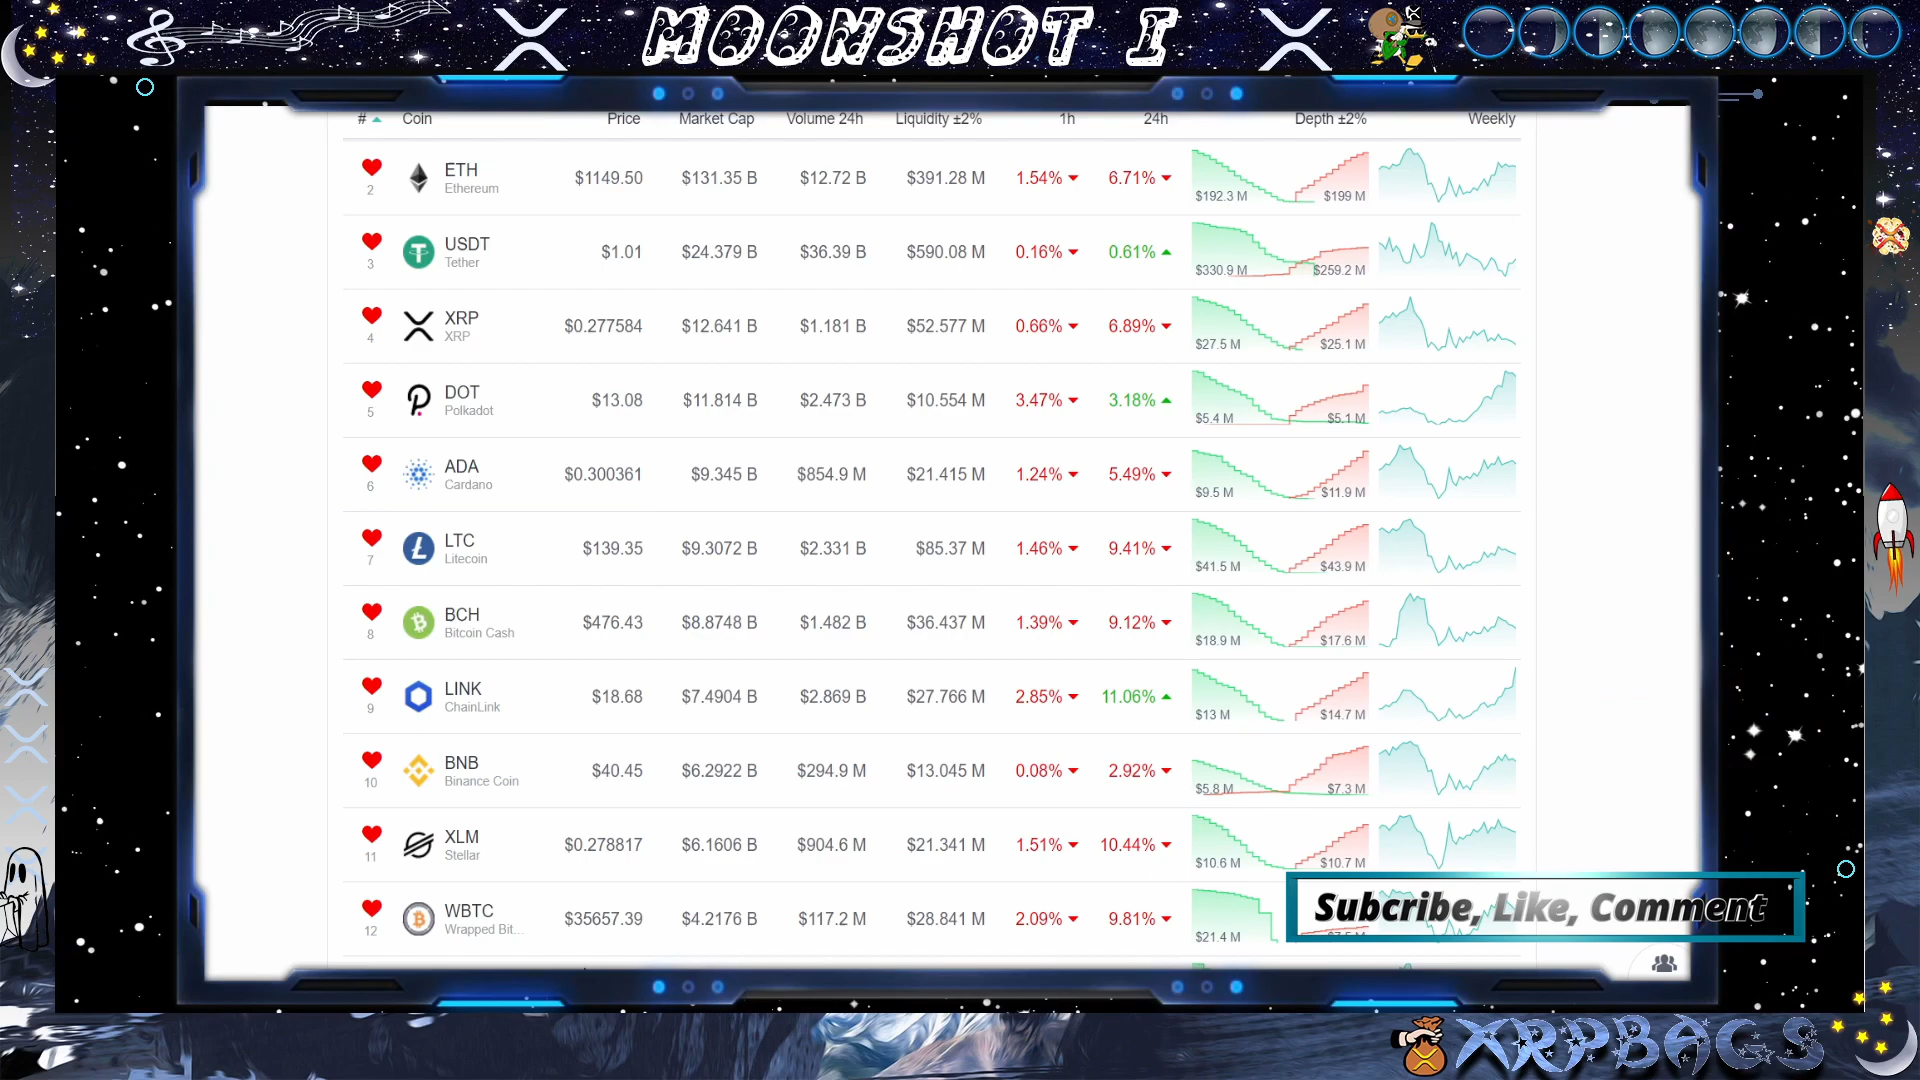 MOONSHOT I
# Coin Price Market Cap Volume 24h Liquidity ±2% 1h 24h Depth ±2% Weekly
2 ETH Ethereum $1149.50 $131.35 B $12.72 B $391.28 M 1.54% 6.71% $192.3 M $199 M
3 USDT Tether $1.01 $24.379 B $36.39 B $590.08 M 0.16% 0.61% $330.9 M $259.2 M
4 XRP XRP $0.277584 $12.641 B $1.181 B $52.577 M 0.66% 6.89% $27.5 M $25.1 M
5 DOT Polkadot $13.08 $11.814 B $2.473 B $10.554 M 3.47% 3.18% $5.4 M $5.1 M
6 ADA Cardano $0.300361 $9.345 B $854.9 M $21.415 M 1.24% 5.49% $9.5 M $11.9 M
7 LTC Litecoin $139.35 $9.3072 B $2.331 B $85.37 M 1.46% 9.41% $41.5 M $43.9 M
8 BCH Bitcoin Cash $476.43 $8.8748 B $1.482 B $36.437 M 1.39% 9.12% $18.9 M $17.6 M
9 LINK ChainLink $18.68 $7.4904 B $2.869 B $27.766 M 2.85% 11.06% $13 M $14.7 M
10 BNB Binance Coin $40.45 $6.2922 B $294.9 M $13.045 M 0.08% 2.92% $5.8 M $7.3 M
11 XLM Stellar $0.278817 $6.1606 B $904.6 M $21.341 M 1.51% 10.44% $10.6 M $10.7 M
12 WBTC Wrapped Bit... $35657.39 $4.2176 B $117.2 M $28.841 M 2.09% 9.81% $21.4 M
Subcribe, Like, Comment
XRPBAGS